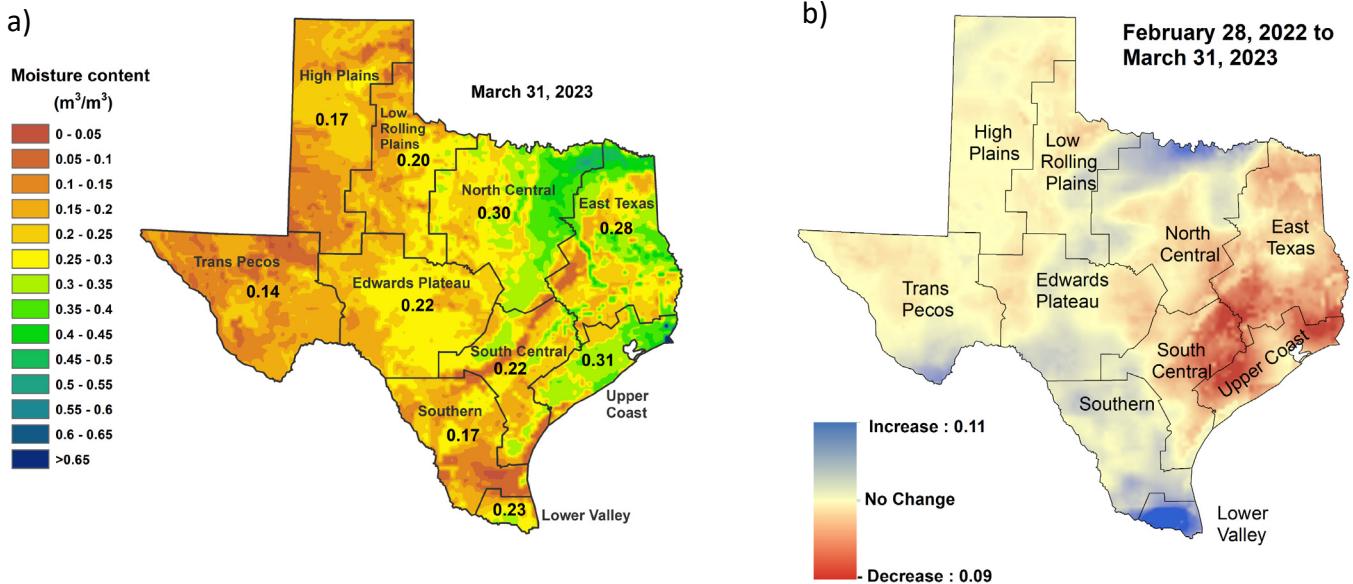 a)
Moisture content
(m³/m³)
0 - 0.05
0.05 - 0.1
0.1 - 0.15
0.15 - 0.2
0.2 - 0.25
0.25 - 0.3
0.3 - 0.35
0.35 - 0.4
0.4 - 0.45
0.45 - 0.5
0.5 - 0.55
0.55 - 0.6
0.6 - 0.65
>0.65
March 31, 2023
High Plains
0.17
Low
Rolling
Plains
0.20
North Central
0.30
East Texas
0.28
Trans Pecos
0.14
Edwards Plateau
0.22
South Central
0.22
0.31
Upper
Coast
Southern
0.17
0.23
Lower Valley
b)
February 28, 2022 to
March 31, 2023
High
Plains
Low
Rolling
Plains
North
Central
East
Texas
Trans
Pecos
Edwards
Plateau
South
Central
Upper Coast
Southern
Lower
Valley
Increase : 0.11
No Change
- Decrease : 0.09